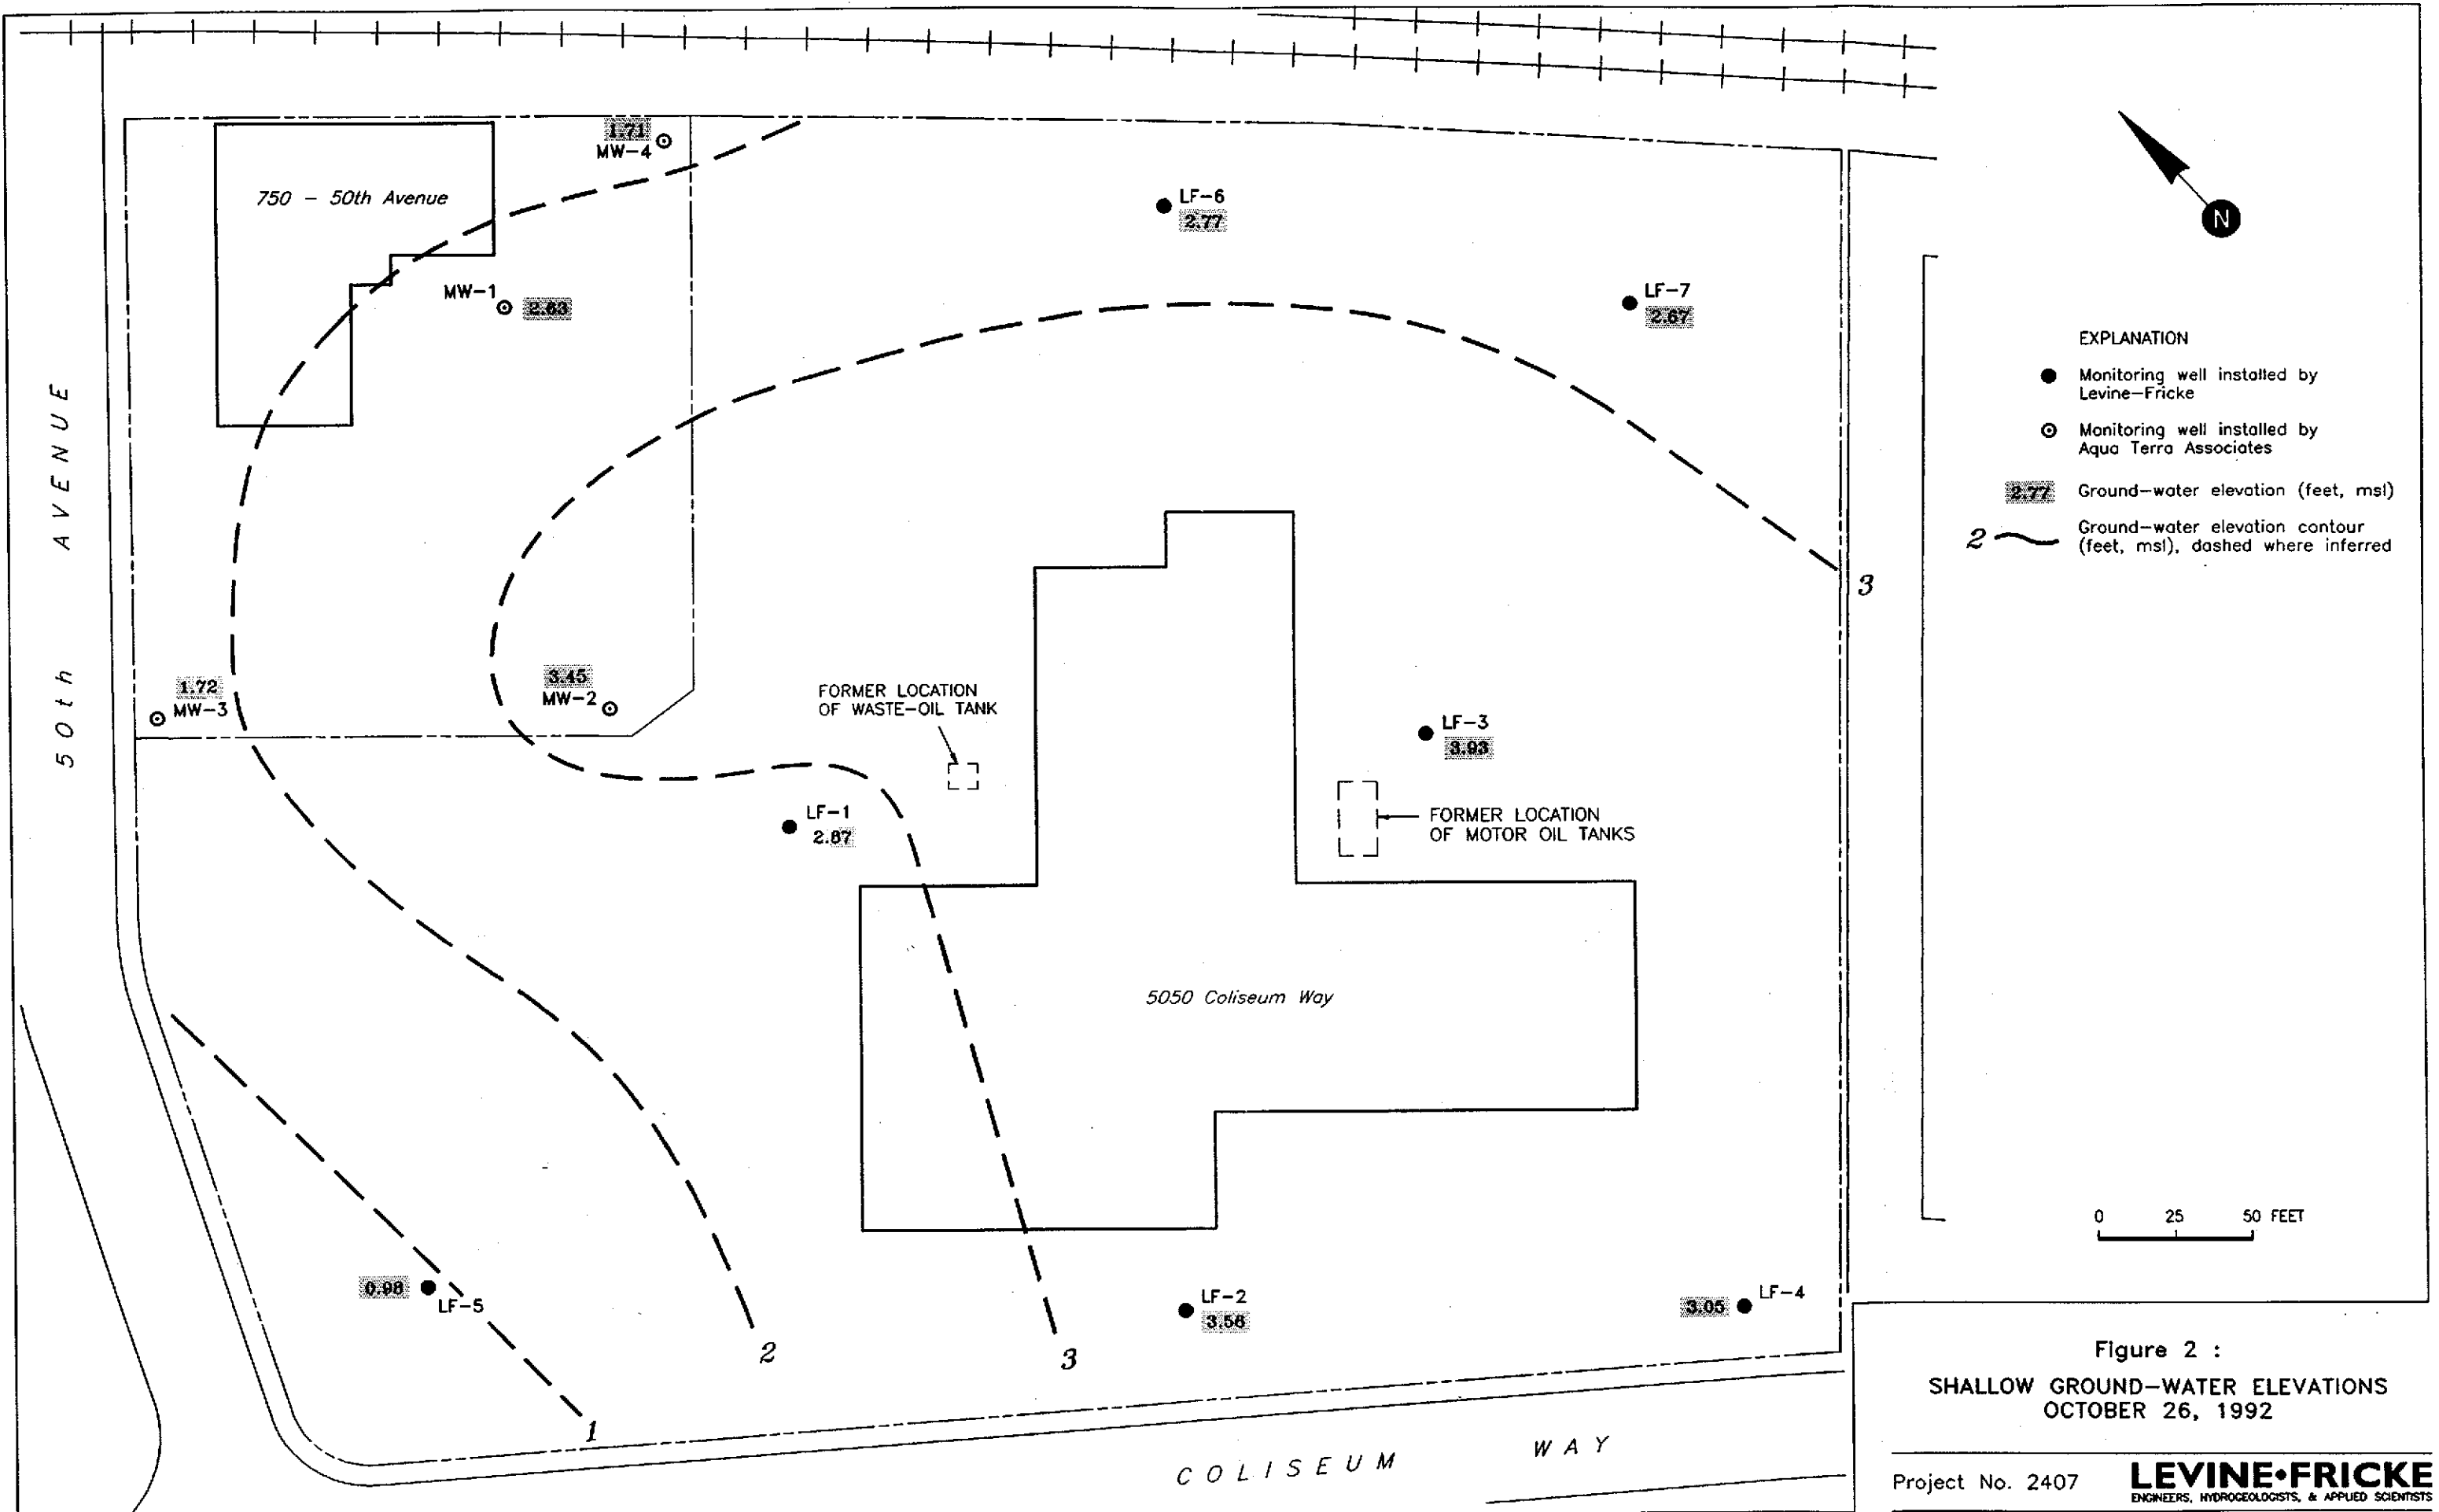 1.71
MW-4
750 - 50th Avenue
LF-6
2.77
N
MW-1
2.63
LF-7
2.67
EXPLANATION
Monitoring well installed by
Levine-Fricke
Monitoring well installed by
Aqua Terra Associates
2.77 Ground-water elevation (feet, msl)
2 Ground-water elevation contour
(feet, msl), dashed where inferred
3
50th AVENUE
1.72
MW-3
3.45
MW-2
FORMER LOCATION
OF WASTE-OIL TANK
LF-3
3.93
LF-1
2.87
FORMER LOCATION
OF MOTOR OIL TANKS
5050 Coliseum Way
0 25 50 FEET
0.98
LF-5
LF-2
3.56
3.05
LF-4
2
3
1
COLISEUM WAY
Figure 2 :
SHALLOW GROUND-WATER ELEVATIONS
OCTOBER 26, 1992
Project No. 2407
LEVINE•FRICKE
ENGINEERS, HYDROGEOLOGISTS, & APPLIED SCIENTISTS